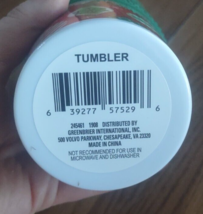 TUMBLER
6 39277 57529 6
245461 1906 DISTRIBUTED BY
GREENBRIER INTERNATIONAL, INC.
500 VOLVO PARKWAY, CHESAPEAKE, VA 23320
MADE IN CHINA
NOT RECOMMENDED FOR USE IN
MICROWAVE AND DISHWASHER